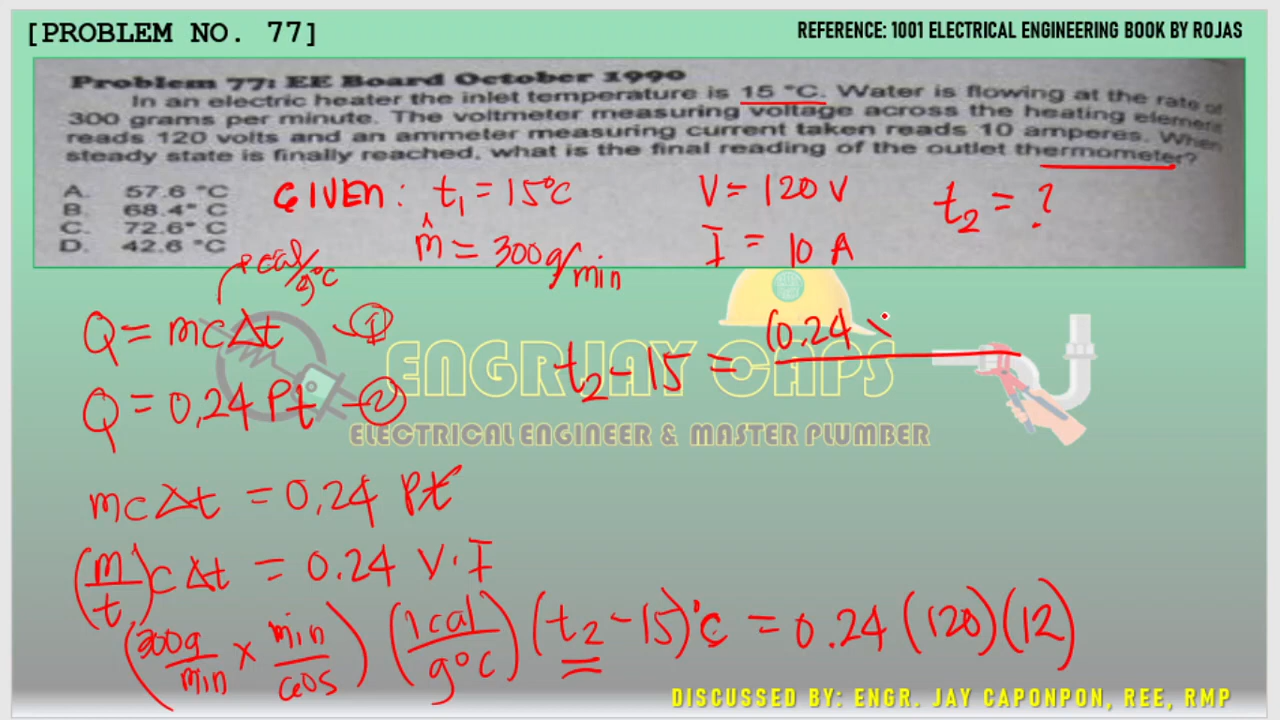 [PROBLEM NO. 77]
REFERENCE: 1001 ELECTRICAL ENGINEERING BOOK BY ROJAS
Problem 77: EE Board October 1990
In an electric heater the inlet temperature is 15 °C. Water is flowing at the rate of
300 grams per minute. The voltmeter measuring voltage across the heating element
reads 120 volts and an ammeter measuring current taken reads 10 amperes. When
steady state is finally reached, what is the final reading of the outlet thermometer?
A. 57.6 °C
B. 68.4° C
C. 72.6° C
D. 42.6 °C
GIVEN: t₁ = 15°C
V = 120 V
t₂ = ?
ṁ = 300g/min
I = 10 A
cal/g°C
Q = mcΔt ①
Q = 0.24 Pt ②
t₂ - 15 = (0.24
mcΔt = 0.24 Pt
(m/t)cΔt = 0.24 V·I
(300g/min × min/60s) (1cal/g°C) (t₂ - 15)°C = 0.24 (120)(12)
ENGR JAY CAPS
ELECTRICAL ENGINEER & MASTER PLUMBER
DISCUSSED BY: ENGR. JAY CAPONPON, REE, RMP